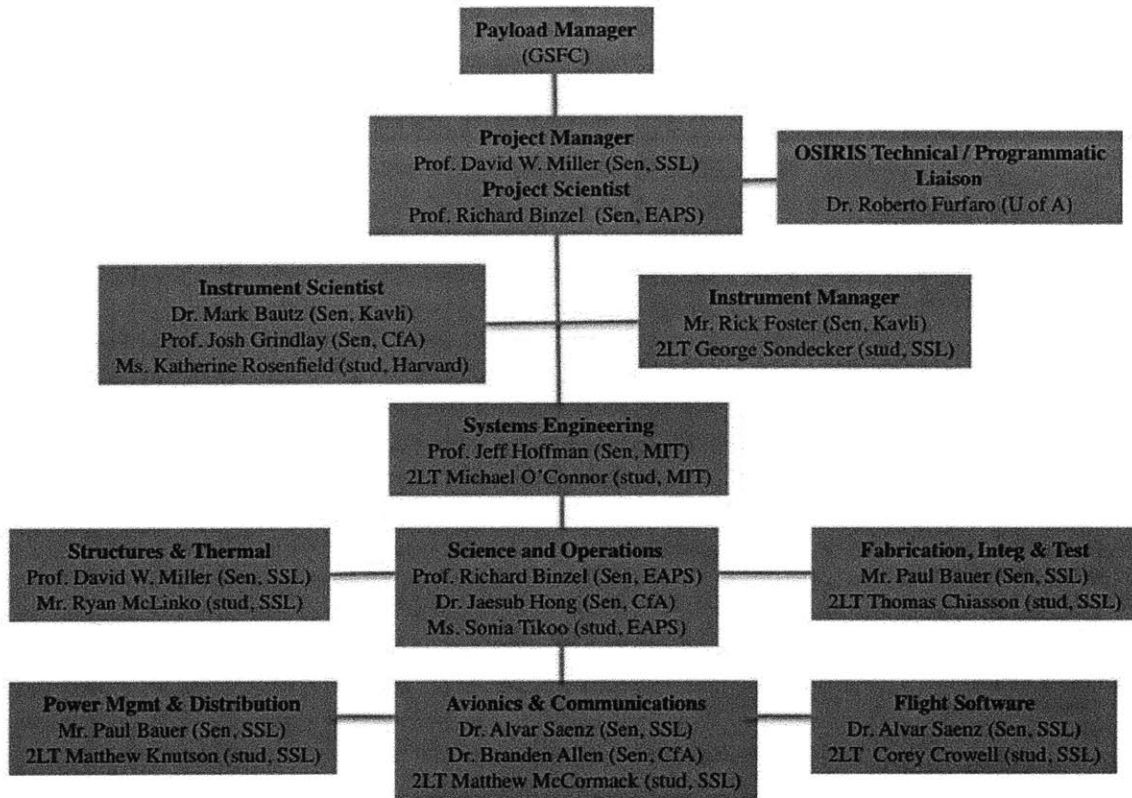 Payload Manager
(GSFC)
Project Manager
Prof. David W. Miller (Sen, SSL)
Project Scientist
Prof. Richard Binzel (Sen, EAPS)
OSIRIS Technical / Programmatic
Liaison
Dr. Roberto Furfaro (U of A)
Instrument Scientist
Dr. Mark Bautz (Sen, Kavli)
Prof. Josh Grindlay (Sen, CfA)
Ms. Katherine Rosenfield (stud, Harvard)
Instrument Manager
Mr. Rick Foster (Sen, Kavli)
2LT George Sondecker (stud, SSL)
Systems Engineering
Prof. Jeff Hoffman (Sen, MIT)
2LT Michael O'Connor (stud, MIT)
Structures & Thermal
Prof. David W. Miller (Sen, SSL)
Mr. Ryan McLinko (stud, SSL)
Science and Operations
Prof. Richard Binzel (Sen, EAPS)
Dr. Jaesub Hong (Sen, CfA)
Ms. Sonia Tikoo (stud, EAPS)
Fabrication, Integ & Test
Mr. Paul Bauer (Sen, SSL)
2LT Thomas Chiasson (stud, SSL)
Power Mgmt & Distribution
Mr. Paul Bauer (Sen, SSL)
2LT Matthew Knutson (stud, SSL)
Avionics & Communications
Dr. Alvar Saenz (Sen, SSL)
Dr. Branden Allen (Sen, CfA)
2LT Matthew McCormack (stud, SSL)
Flight Software
Dr. Alvar Saenz (Sen, SSL)
2LT Corey Crowell (stud, SSL)